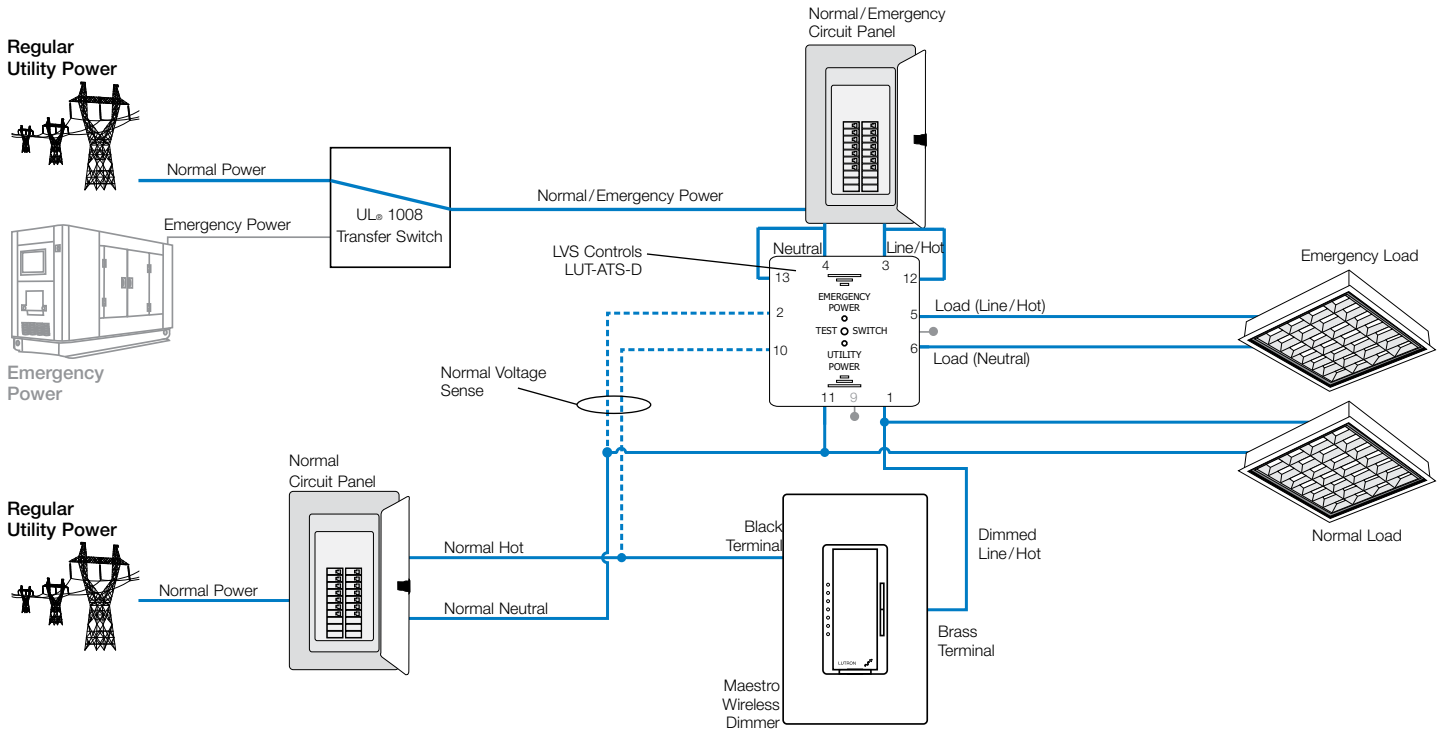 Normal/Emergency
Circuit Panel
Regular
Utility Power
Normal Power
Normal/Emergency Power
UL® 1008
Transfer Switch
Emergency Power
Emergency
Power
LVS Controls
LUT-ATS-D
Neutral
Line/Hot
4
3
13
12
EMERGENCY
POWER
2
5
TEST
SWITCH
10
6
UTILITY
POWER
11
9
1
Load (Line/Hot)
Load (Neutral)
Emergency Load
Normal Voltage
Sense
Normal
Circuit Panel
Regular
Utility Power
Normal Power
Normal Hot
Normal Neutral
Black
Terminal
Dimmed
Line/Hot
Normal Load
LUTRON
Brass
Terminal
Maestro
Wireless
Dimmer